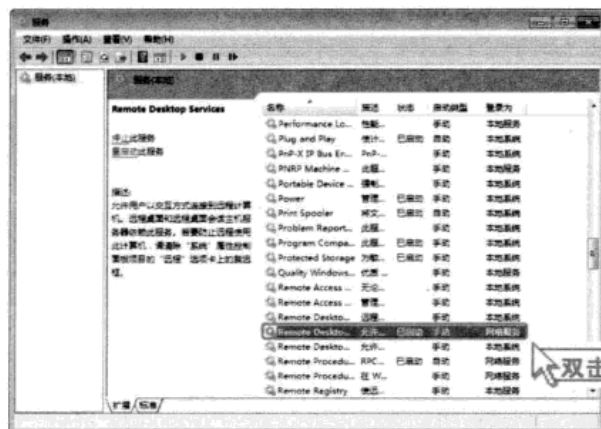 服务
文件(F) 操作(A) 查看(V) 帮助(H)
服务(本地)
服务(本地)
Remote Desktop Services
停止此服务
重启动此服务
描述:
允许用户以交互方式连接到远程计算
机。远程桌面和远程桌面会话主机服
务器依赖此服务。若要防止远程使用
此计算机,请清除“系统”属性控制
面板项目的“远程”选项卡上的复选
框。
名称 描述 状态 启动类型 登录为
Performance Lo... 性能... 手动 本地服务
Plug and Play 使计... 已启动 自动 本地系统
PnP-X IP Bus En... PnP-... 手动 本地系统
PNRP Machine ... 此服... 手动 本地服务
Portable Device ... 强制... 手动 本地系统
Power 管理... 已启动 自动 本地系统
Print Spooler 将文... 已启动 自动 本地系统
Problem Report... 此服... 手动 本地系统
Program Compa... 此服... 已启动 手动 本地系统
Protected Storage 为敏... 已启动 手动 本地系统
Quality Windows... 优质 ... 手动 本地服务
Remote Access ... 无论... 手动 本地系统
Remote Access ... 管理... 手动 本地系统
Remote Deskto... 远程... 手动 本地系统
Remote Deskto... 允许... 已启动 手动 网络服务
Remote Deskto... 允许... 手动 本地系统
Remote Procedu... RPC... 已启动 自动 网络服务
Remote Procedu... 在 W... 手动 网络服务
Remote Registry 使远... 手动 本地服务
双击
扩展 标准